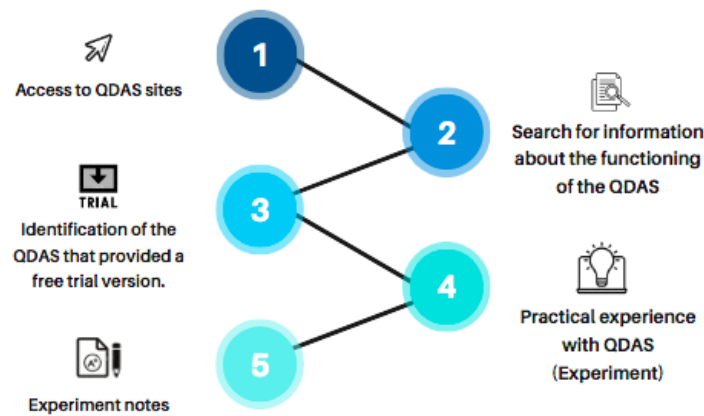 1
Access to QDAS sites
2
Search for information
about the functioning
of the QDAS
TRIAL
3
Identification of the
QDAS that provided a
free trial version.
4
Practical experience
with QDAS
(Experiment)
A+
5
Experiment notes